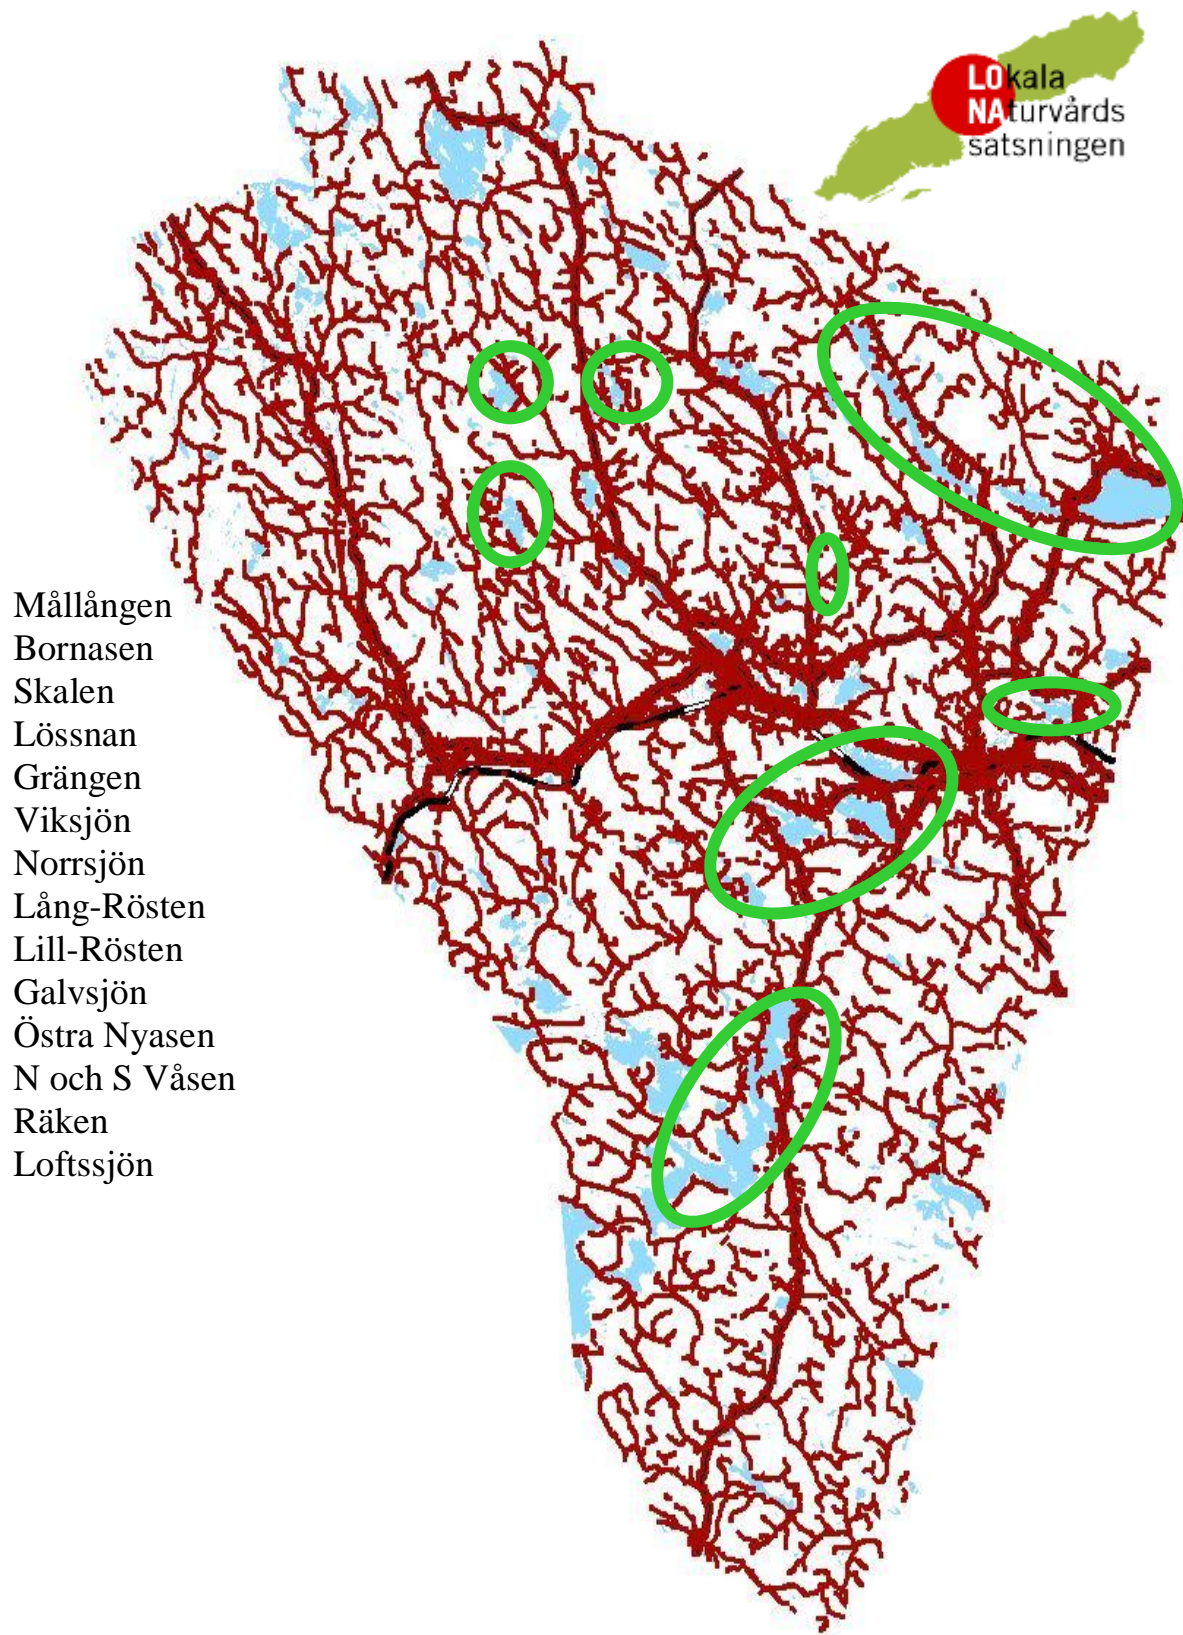 LOkala
NAturvårds
satsningen
Mållången
Bornasen
Skalen
Lössnan
Grängen
Viksjön
Norrsjön
Lång-Rösten
Lill-Rösten
Galvsjön
Östra Nyasen
N och S Våsen
Räken
Loftssjön